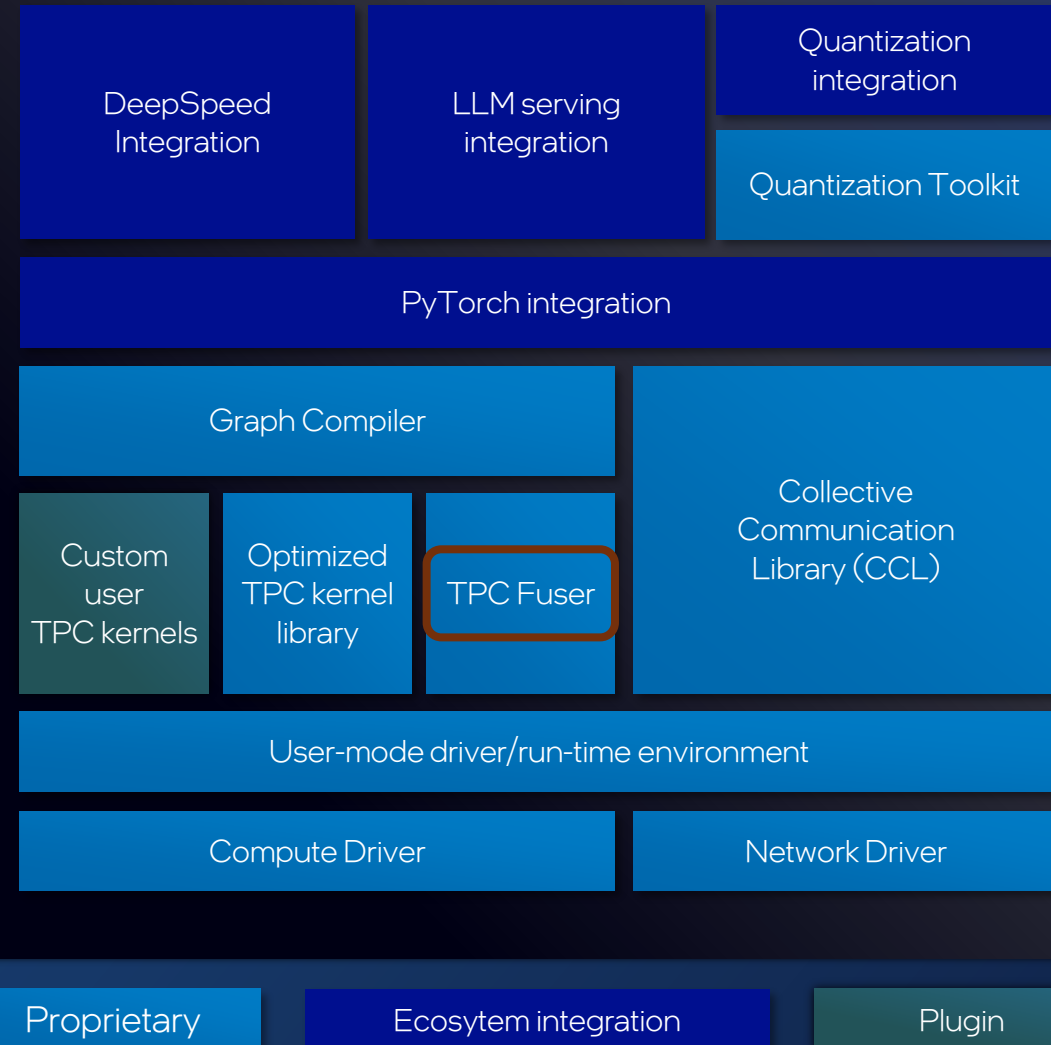 DeepSpeed
Integration
LLM serving
integration
Quantization
integration
Quantization Toolkit
PyTorch integration
Graph Compiler
Custom
user
TPC kernels
Optimized
TPC kernel
library
TPC Fuser
Collective
Communication
Library (CCL)
User-mode driver/run-time environment
Compute Driver
Network Driver
Proprietary
Ecosytem integration
Plugin